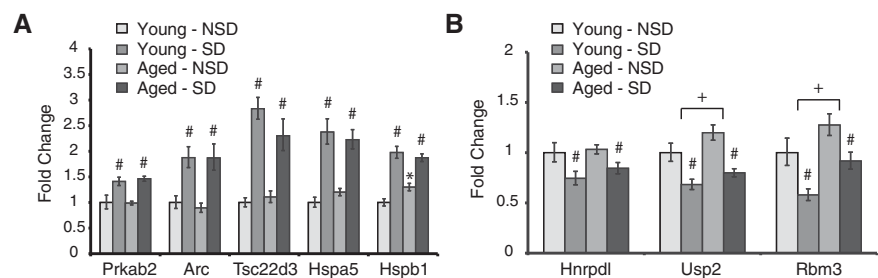 A
Young - NSD
Young - SD
Aged - NSD
Aged - SD
Fold Change
4
3.5
3
2.5
2
1.5
1
0.5
0
# # # # # # # # # * #
Prkab2 Arc Tsc22d3 Hspa5 Hspb1
B
Young - NSD
Young - SD
Aged - NSD
Aged - SD
Fold Change
2
1.5
1
0.5
0
+ +
# # # # # #
Hnrpdl Usp2 Rbm3